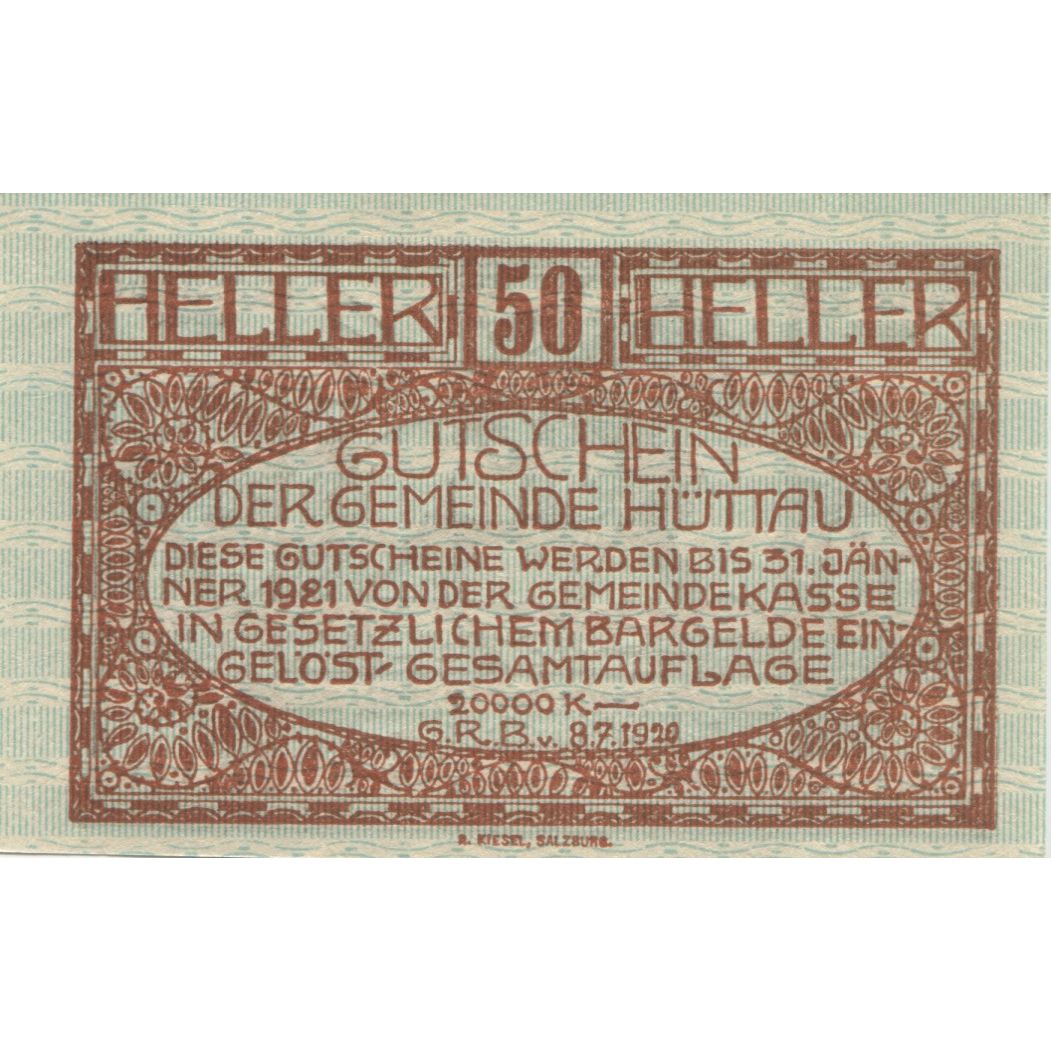 HELLER 50 HELLER
GUTSCHEIN
DER GEMEINDE HÜTTAU
DIESE GUTSCHEINE WERDEN BIS 31. JÄN-
NER 1921 VON DER GEMEINDEKASSE
IN GESETZLICHEM BARGELDE EIN-
GELÖST- GESAMTAUFLAGE
20000 K—
G.R.B.v. 8.7.1920
R. KIESEL, SALZBURG.